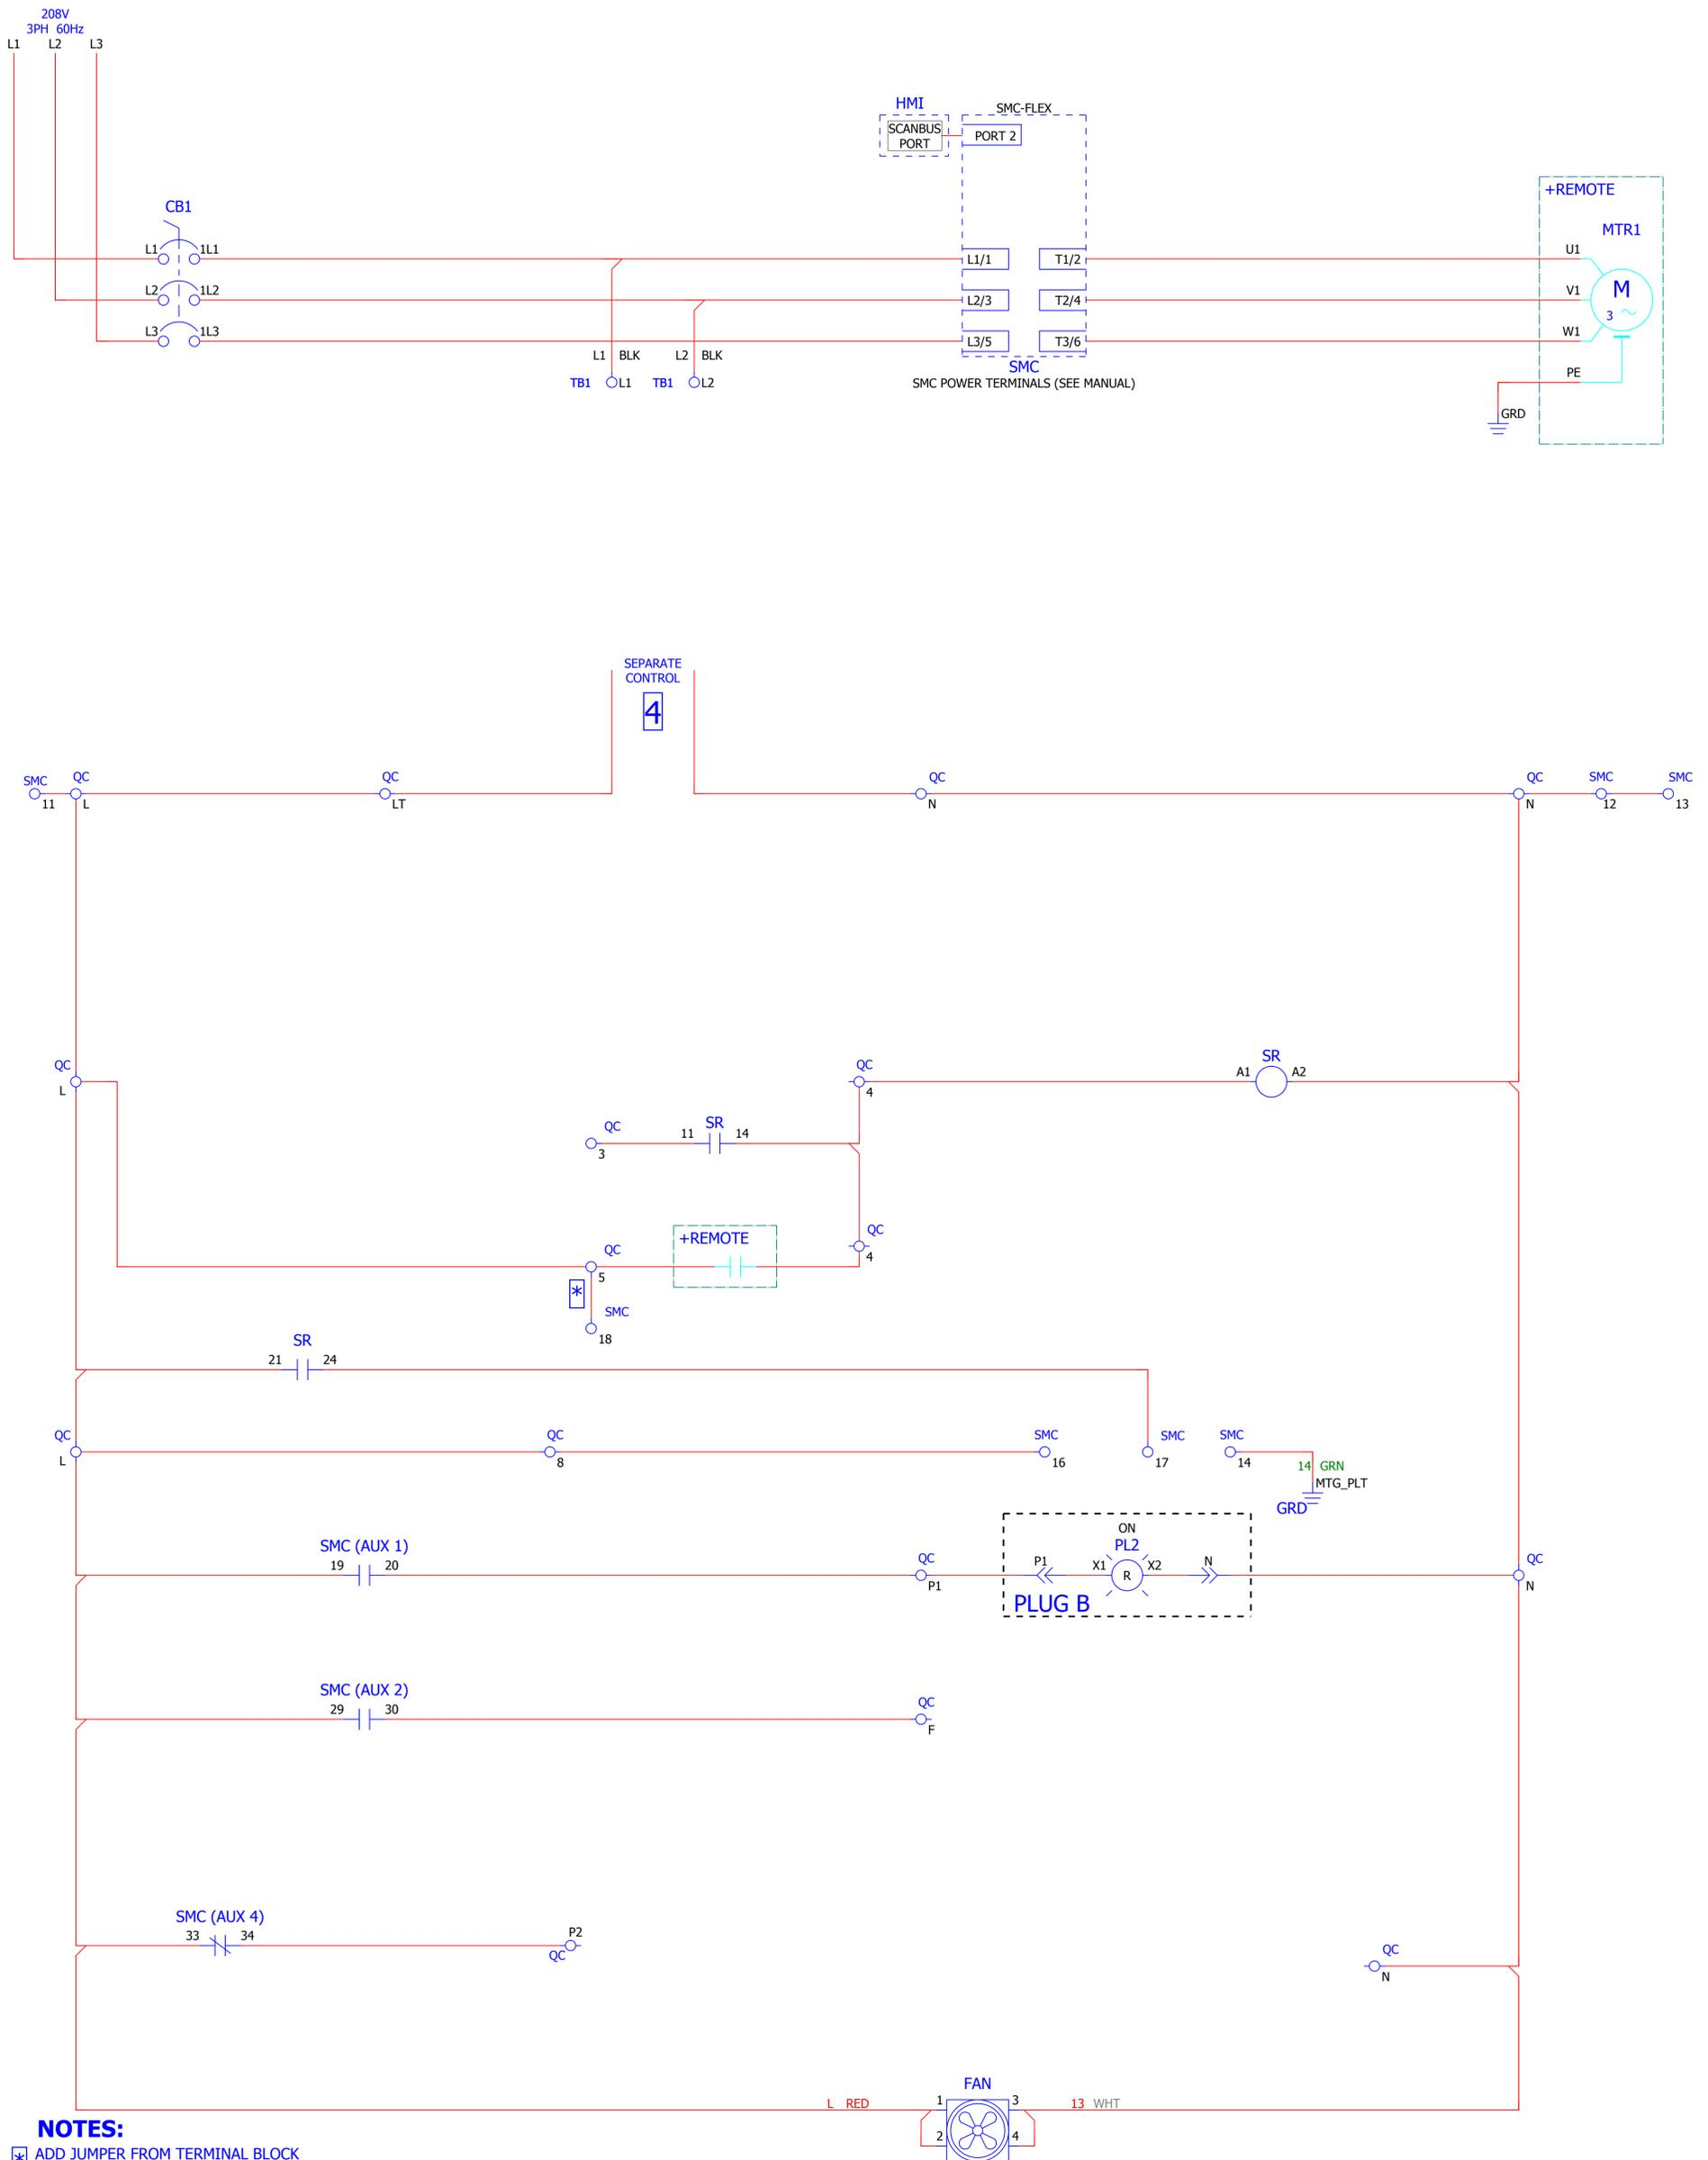 208V
3PH 60Hz
L1 L2 L3
HMI
SMC-FLEX
SCANBUS
PORT
PORT 2
+REMOTE
CB1
MTR1
L1 1L1
L1/1 T1/2
U1
L2 1L2
L2/3 T2/4
V1
M
3
L3 1L3
L3/5 T3/6
W1
L1 BLK L2 BLK
SMC
PE
TB1 L1 TB1 L2
SMC POWER TERMINALS (SEE MANUAL)
GRD
SEPARATE
CONTROL
4
SMC QC QC QC QC SMC SMC
11 L LT N N 12 13
QC QC SR
A1 A2
L 4
QC SR
11 14
3
+REMOTE
QC QC
4
5
*
SMC
18
SR
21 24
QC QC SMC SMC SMC
L 8 16 17 14
14 GRN
MTG_PLT
GRD
ON
SMC (AUX 1)
PL2
19 20
QC P1 X1 R X2 N QC
P1 N
PLUG B
SMC (AUX 2)
29 30
QC
F
SMC (AUX 4)
33 34
P2
QC
QC
N
FAN
L RED 1 3 13 WHT
2 4
NOTES:
* ADD JUMPER FROM TERMINAL BLOCK